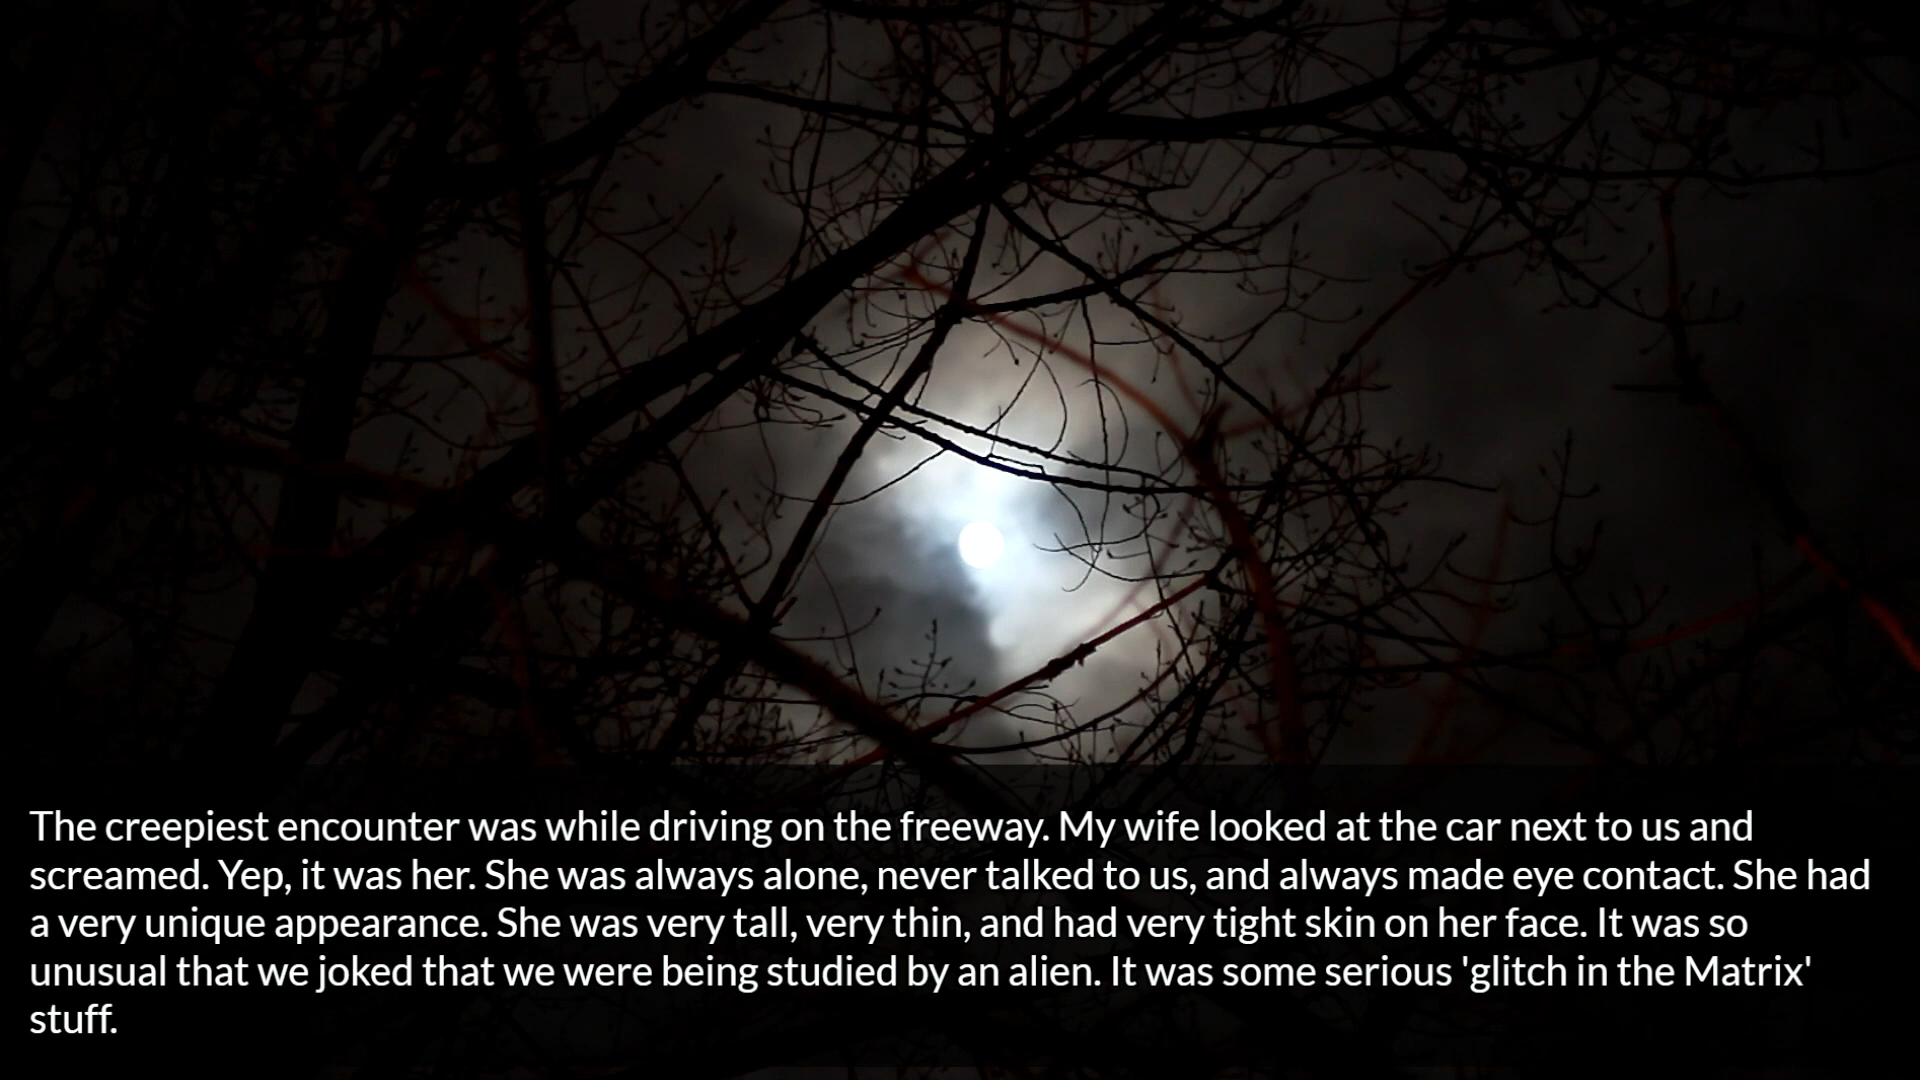 The creepiest encounter was while driving on the freeway. My wife looked at the car next to us and
screamed. Yep, it was her. She was always alone, never talked to us, and always made eye contact. She had
a very unique appearance. She was very tall, very thin, and had very tight skin on her face. It was so
unusual that we joked that we were being studied by an alien. It was some serious 'glitch in the Matrix'
stuff.